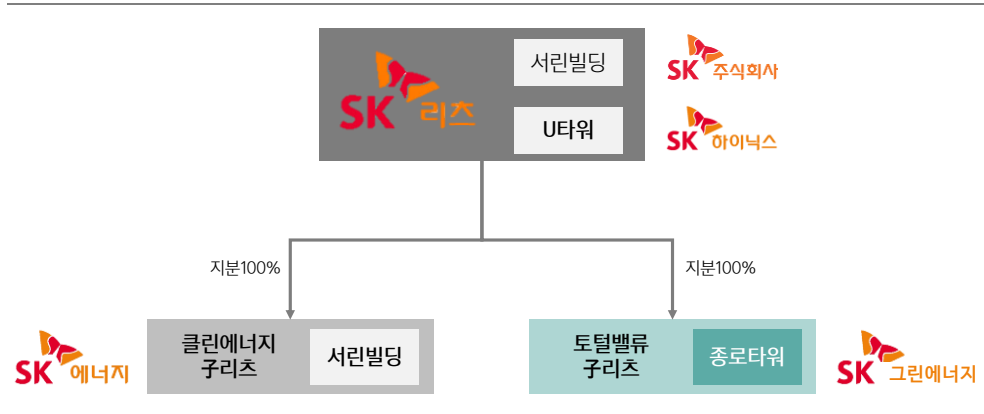 SK 리츠
서린빌딩
U타워
SK 주식회사
SK 하이닉스
지분100%
지분100%
SK 에너지
클린에너지
子리츠
서린빌딩
토털밸류
子리츠
종로타워
SK 그린에너지